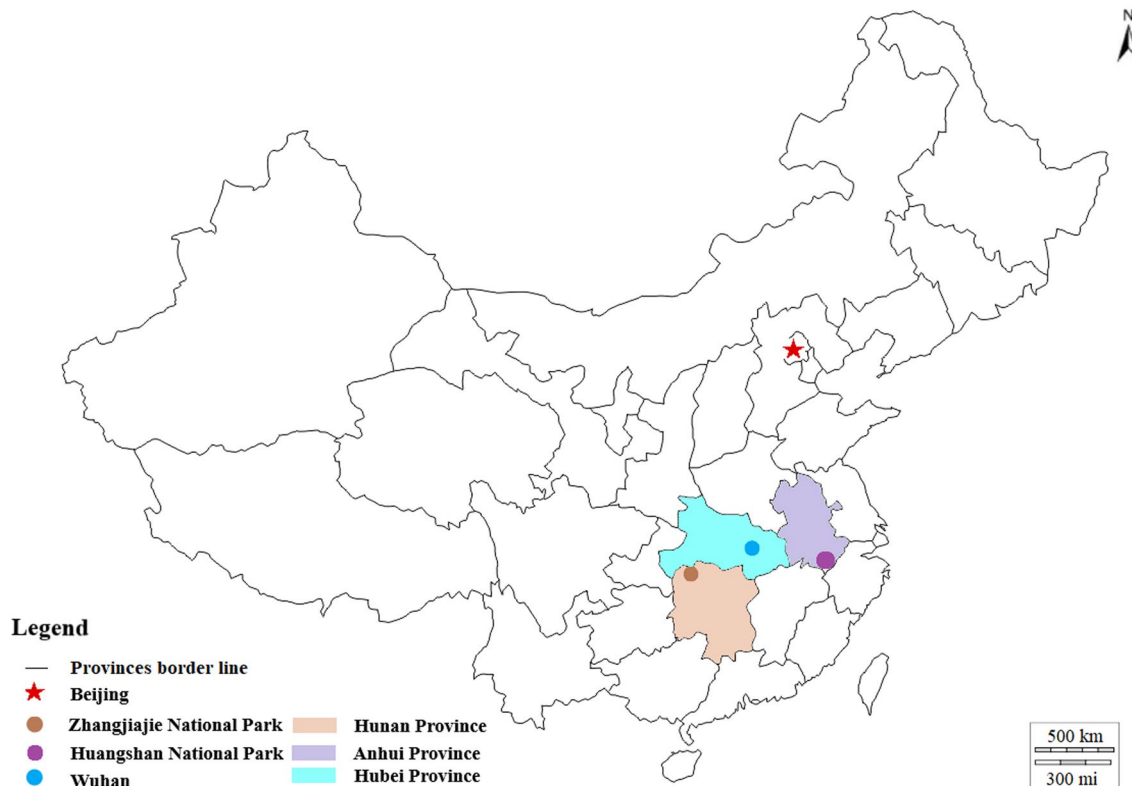 N
Legend
Provinces border line
Beijing
Zhangjiajie National Park
Huangshan National Park
Wuhan
Hunan Province
Anhui Province
Hubei Province
500 km
300 mi